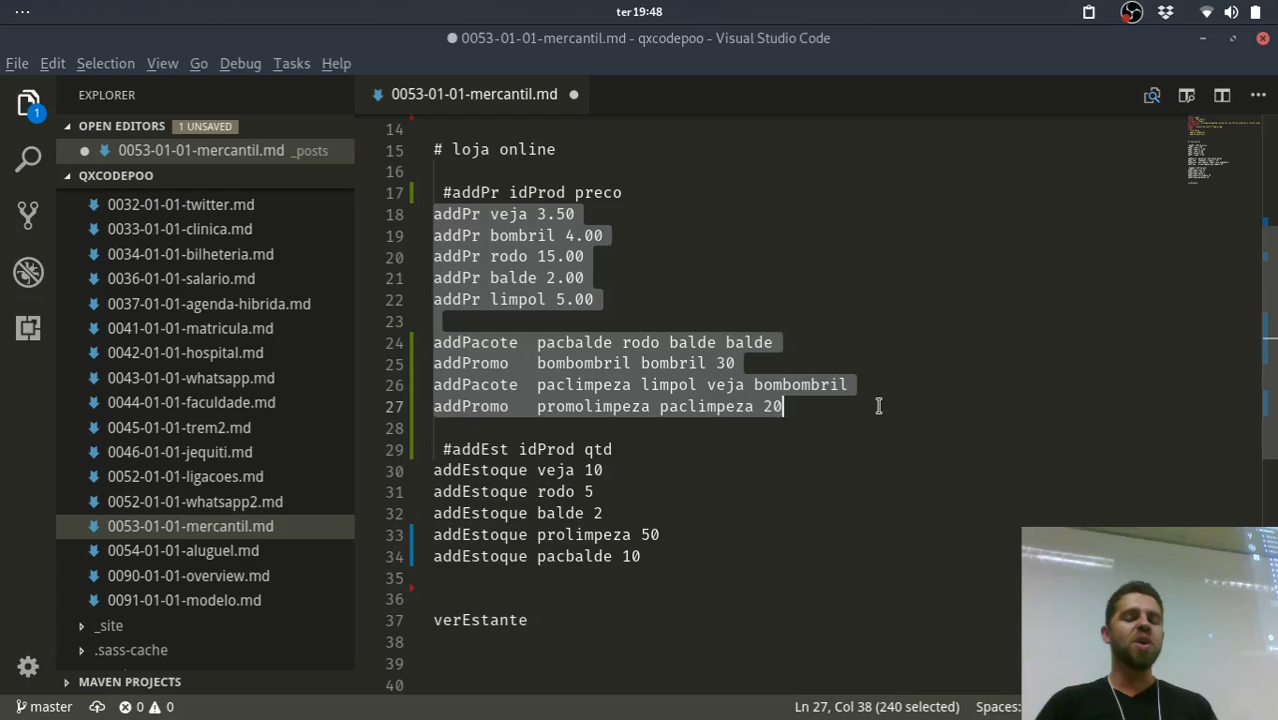 ter 19:48
0053-01-01-mercantil.md - qxcodepoo - Visual Studio Code
File Edit Selection View Go Debug Tasks Help
EXPLORER
0053-01-01-mercantil.md
OPEN EDITORS 1 UNSAVED
0053-01-01-mercantil.md _posts
QXCODEPOO
0032-01-01-twitter.md
0033-01-01-clinica.md
0034-01-01-bilheteria.md
0036-01-01-salario.md
0037-01-01-agenda-hibrida.md
0041-01-01-matricula.md
0042-01-01-hospital.md
0043-01-01-whatsapp.md
0044-01-01-faculdade.md
0045-01-01-trem2.md
0046-01-01-jequiti.md
0052-01-01-ligacoes.md
0052-01-01-whatsapp2.md
0053-01-01-mercantil.md
0054-01-01-aluguel.md
0090-01-01-overview.md
0091-01-01-modelo.md
_site
.sass-cache
MAVEN PROJECTS
1
14
15 # loja online
16
17 #addPr idProd preco
18 addPr veja 3.50
19 addPr bombril 4.00
20 addPr rodo 15.00
21 addPr balde 2.00
22 addPr limpol 5.00
23
24 addPacote pacbalde rodo balde balde
25 addPromo bombombril bombril 30
26 addPacote paclimpeza limpol veja bombombril
27 addPromo promolimpeza paclimpeza 20
28
29 #addEst idProd qtd
30 addEstoque veja 10
31 addEstoque rodo 5
32 addEstoque balde 2
33 addEstoque prolimpeza 50
34 addEstoque pacbalde 10
35
36
37 verEstante
38
39
40
master 0 0 Ln 27, Col 38 (240 selected) Spaces: